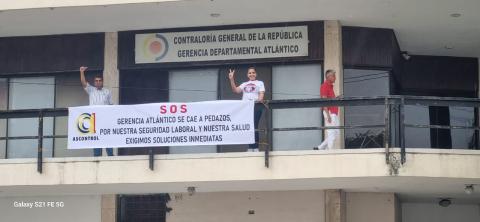 CONTRALORÍA GENERAL DE LA REPÚBLICA
GERENCIA DEPARTAMENTAL ATLÁNTICO
SOS
GERENCIA ATLÁNTICO SE CAE A PEDAZOS,
POR NUESTRA SEGURIDAD LABORAL Y NUESTRA SALUD
EXIGIMOS SOLUCIONES INMEDIATAS
ASCONTROL
Galaxy S21 FE 5G